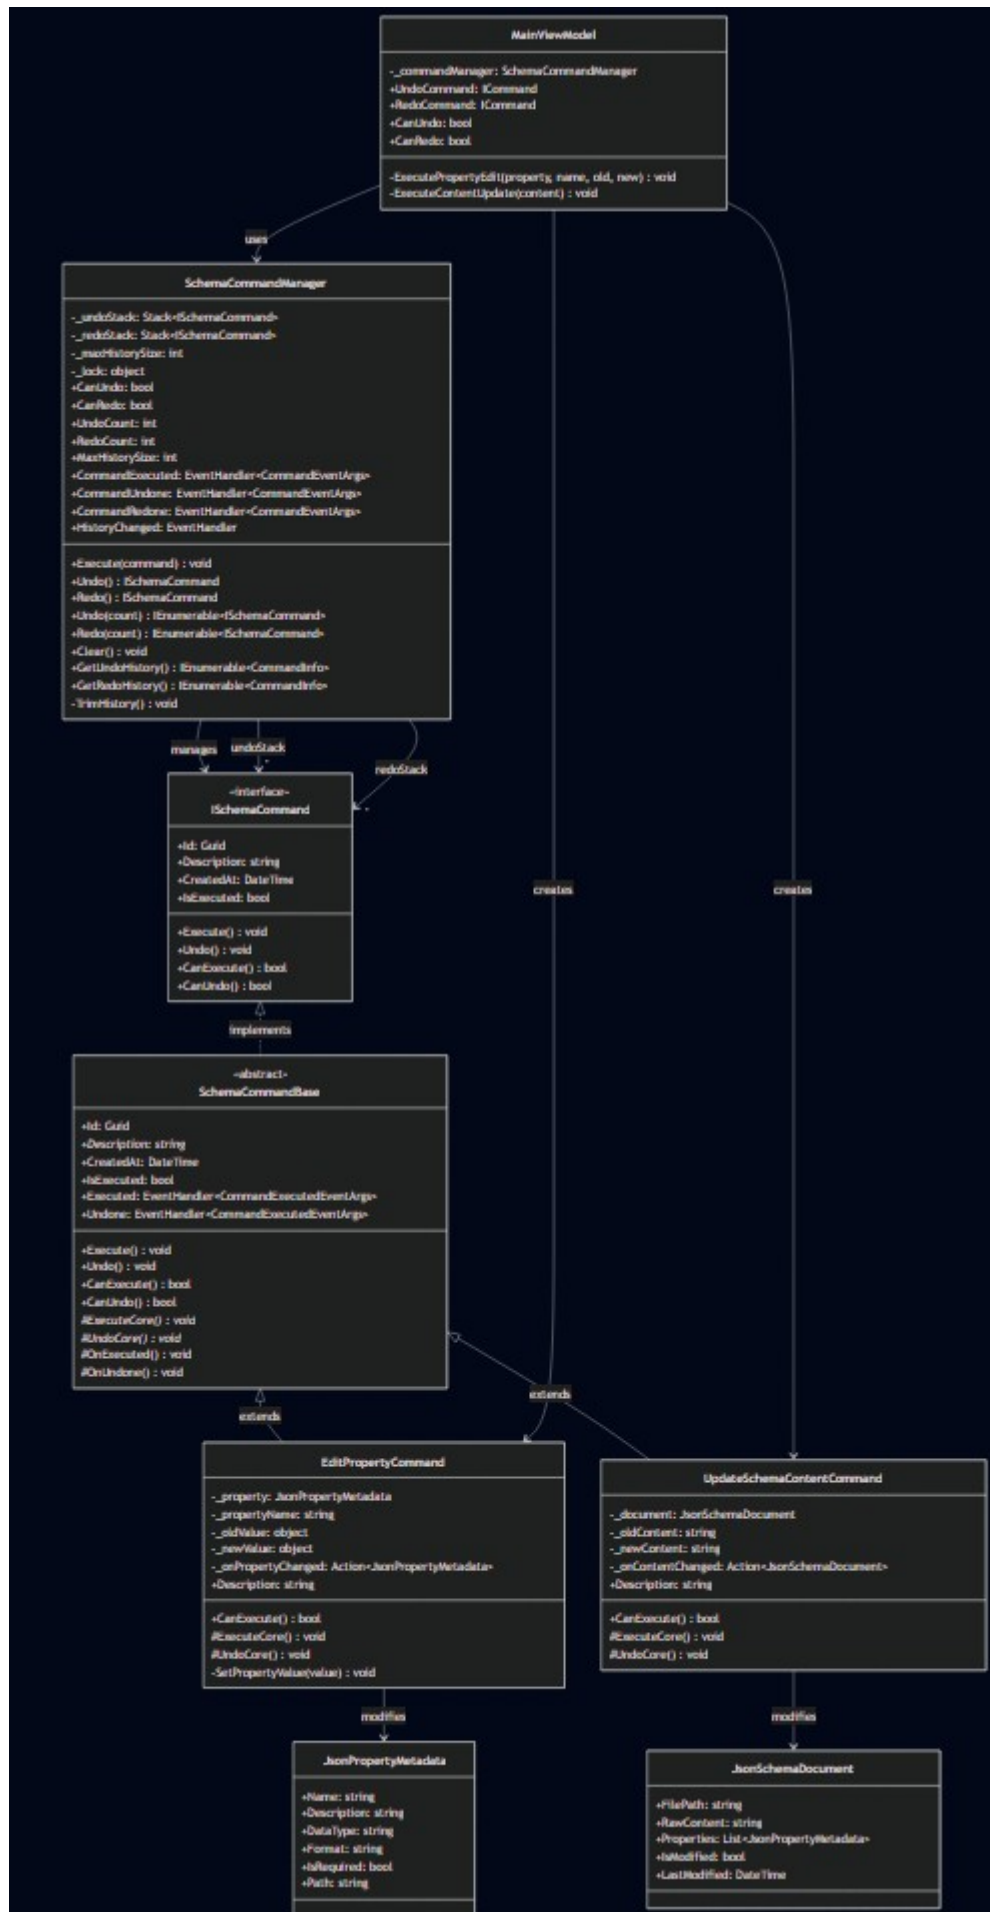 MainViewModel
-_commandManager: SchemaCommandManager
+UndoCommand: ICommand
+RedoCommand: ICommand
+CanUndo: bool
+CanRedo: bool
-ExecutePropertyEdit(property, name, old, new) : void
-ExecuteContentUpdate(content) : void
uses
SchemaCommandManager
-_undoStack: Stack<ISchemaCommand>
-_redoStack: Stack<ISchemaCommand>
-_maxHistorySize: int
-_lock: object
+CanUndo: bool
+CanRedo: bool
+UndoCount: int
+RedoCount: int
+MaxHistorySize: int
+CommandExecuted: EventHandler<CommandEventArgs>
+CommandUndone: EventHandler<CommandEventArgs>
+CommandRedone: EventHandler<CommandEventArgs>
+HistoryChanged: EventHandler
+Execute(command) : void
+Undo() : ISchemaCommand
+Redo() : ISchemaCommand
+Undo(count) : IEnumerable<ISchemaCommand>
+Redo(count) : IEnumerable<ISchemaCommand>
+Clear() : void
+GetUndoHistory() : IEnumerable<CommandInfo>
+GetRedoHistory() : IEnumerable<CommandInfo>
-TrimHistory() : void
manages
undoStack
*
redoStack
*
«interface»
ISchemaCommand
+Id: Guid
+Description: string
+CreatedAt: DateTime
+IsExecuted: bool
+Execute() : void
+Undo() : void
+CanExecute() : bool
+CanUndo() : bool
creates
creates
implements
«abstract»
SchemaCommandBase
+Id: Guid
+Description: string
+CreatedAt: DateTime
+IsExecuted: bool
+Executed: EventHandler<CommandExecutedEventArgs>
+Undone: EventHandler<CommandExecutedEventArgs>
+Execute() : void
+Undo() : void
+CanExecute() : bool
+CanUndo() : bool
#ExecuteCore() : void
#UndoCore() : void
#OnExecuted() : void
#OnUndone() : void
extends
extends
EditPropertyCommand
-_property: JsonPropertyMetadata
-_propertyName: string
-_oldValue: object
-_newValue: object
-_onPropertyChanged: Action<JsonPropertyMetadata>
+Description: string
+CanExecute() : bool
#ExecuteCore() : void
#UndoCore() : void
-SetPropertyValue(value) : void
UpdateSchemaContentCommand
-_document: JsonSchemaDocument
-_oldContent: string
-_newContent: string
-_onContentChanged: Action<JsonSchemaDocument>
+Description: string
+CanExecute() : bool
#ExecuteCore() : void
#UndoCore() : void
modifies
modifies
JsonPropertyMetadata
+Name: string
+Description: string
+DataType: string
+Format: string
+IsRequired: bool
+Path: string
JsonSchemaDocument
+FilePath: string
+RawContent: string
+Properties: List<JsonPropertyMetadata>
+IsModified: bool
+LastModified: DateTime